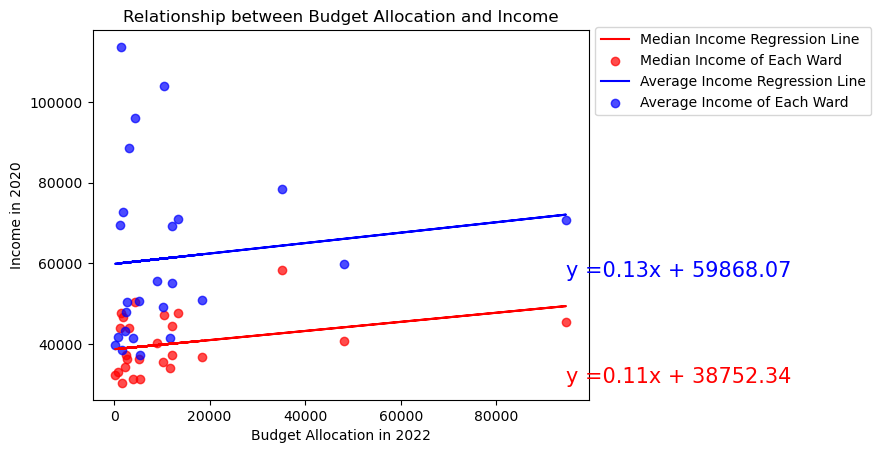 Relationship between Budget Allocation and Income
Median Income Regression Line
Median Income of Each Ward
Average Income Regression Line
Average Income of Each Ward
Income in 2020
100000
80000
60000
40000
y =0.13x + 59868.07
y =0.11x + 38752.34
0
20000
40000
60000
80000
Budget Allocation in 2022